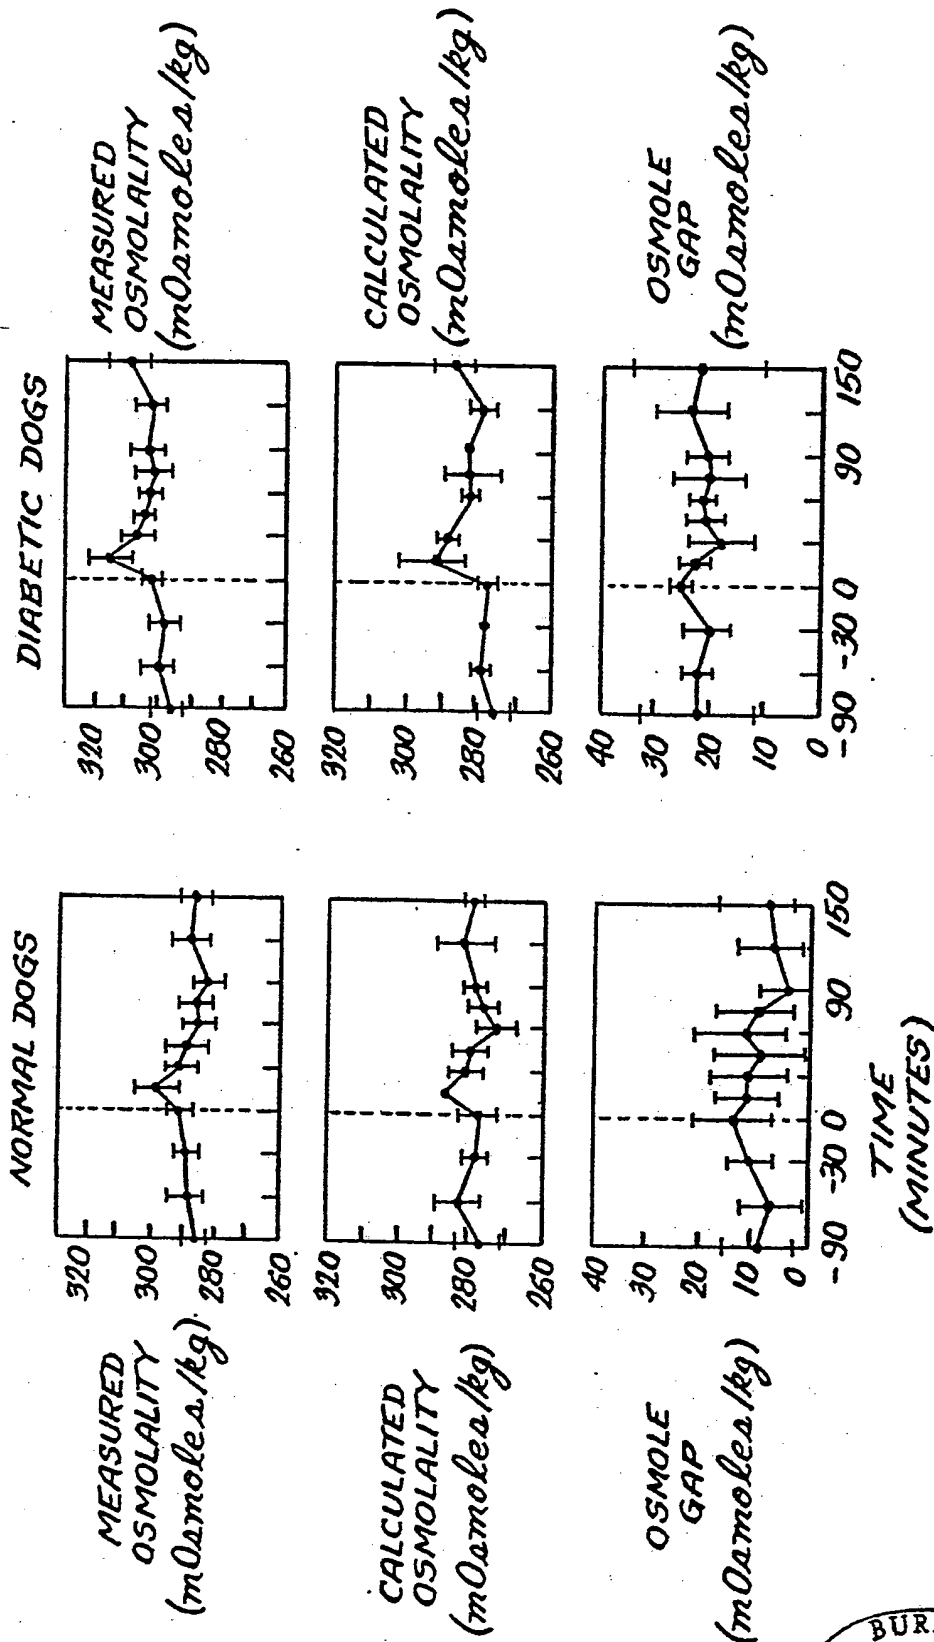 NORMAL DOGS
DIABETIC DOGS
MEASURED
OSMOLALITY
(mOsmoles/kg)
320
300
280
260
320
300
280
260
MEASURED
OSMOLALITY
(mOsmoles/kg)
CALCULATED
OSMOLALITY
(mOsmoles/kg)
320
300
280
260
320
300
280
260
CALCULATED
OSMOLALITY
(mOsmoles/kg)
OSMOLE
GAP
(mOsmoles/kg)
40
30
20
10
0
40
30
20
10
0
OSMOLE
GAP
(mOsmoles/kg)
-90 -30 0 90 150
-90 -30 0 90 150
TIME
(MINUTES)